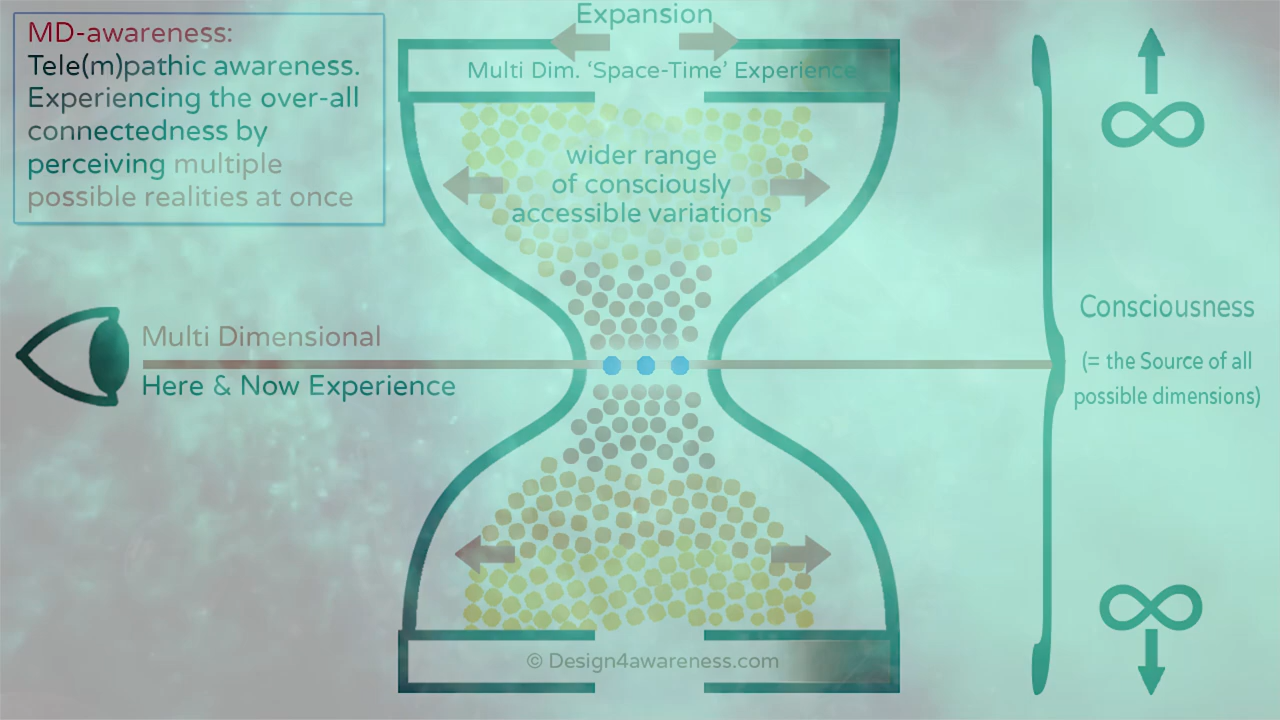 MD-awareness:
Tele(m)pathic awareness.
Experiencing the over-all
connectedness by
perceiving multiple
possible realities at once
Expansion
Multi Dim. ‘Space-Time’ Experience
wider range
of consciously
accessible variations
Multi Dimensional
Here & Now Experience
∞
Consciousness
(= the Source of all
possible dimensions)
∞
© Design4awareness.com